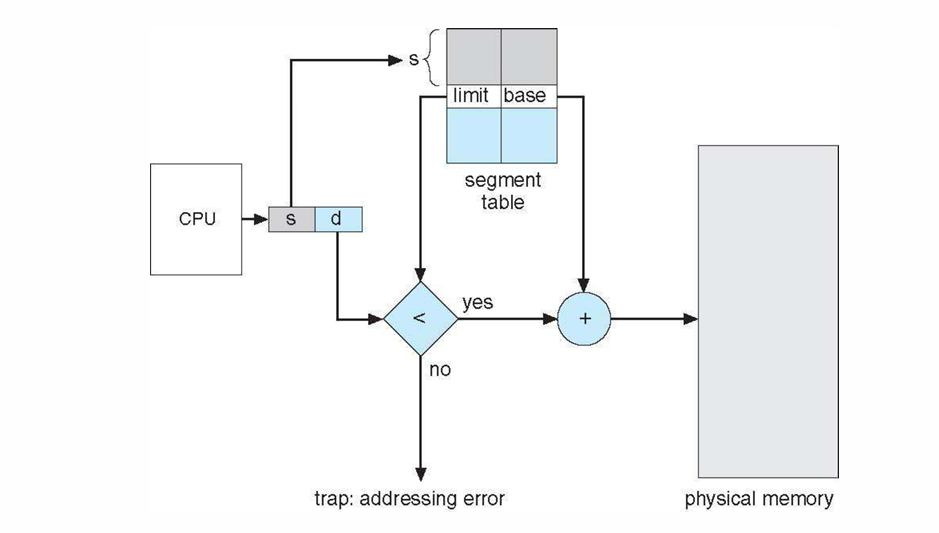 s
limit base
segment
table
CPU
s d
yes
<
+
no
trap: addressing error
physical memory